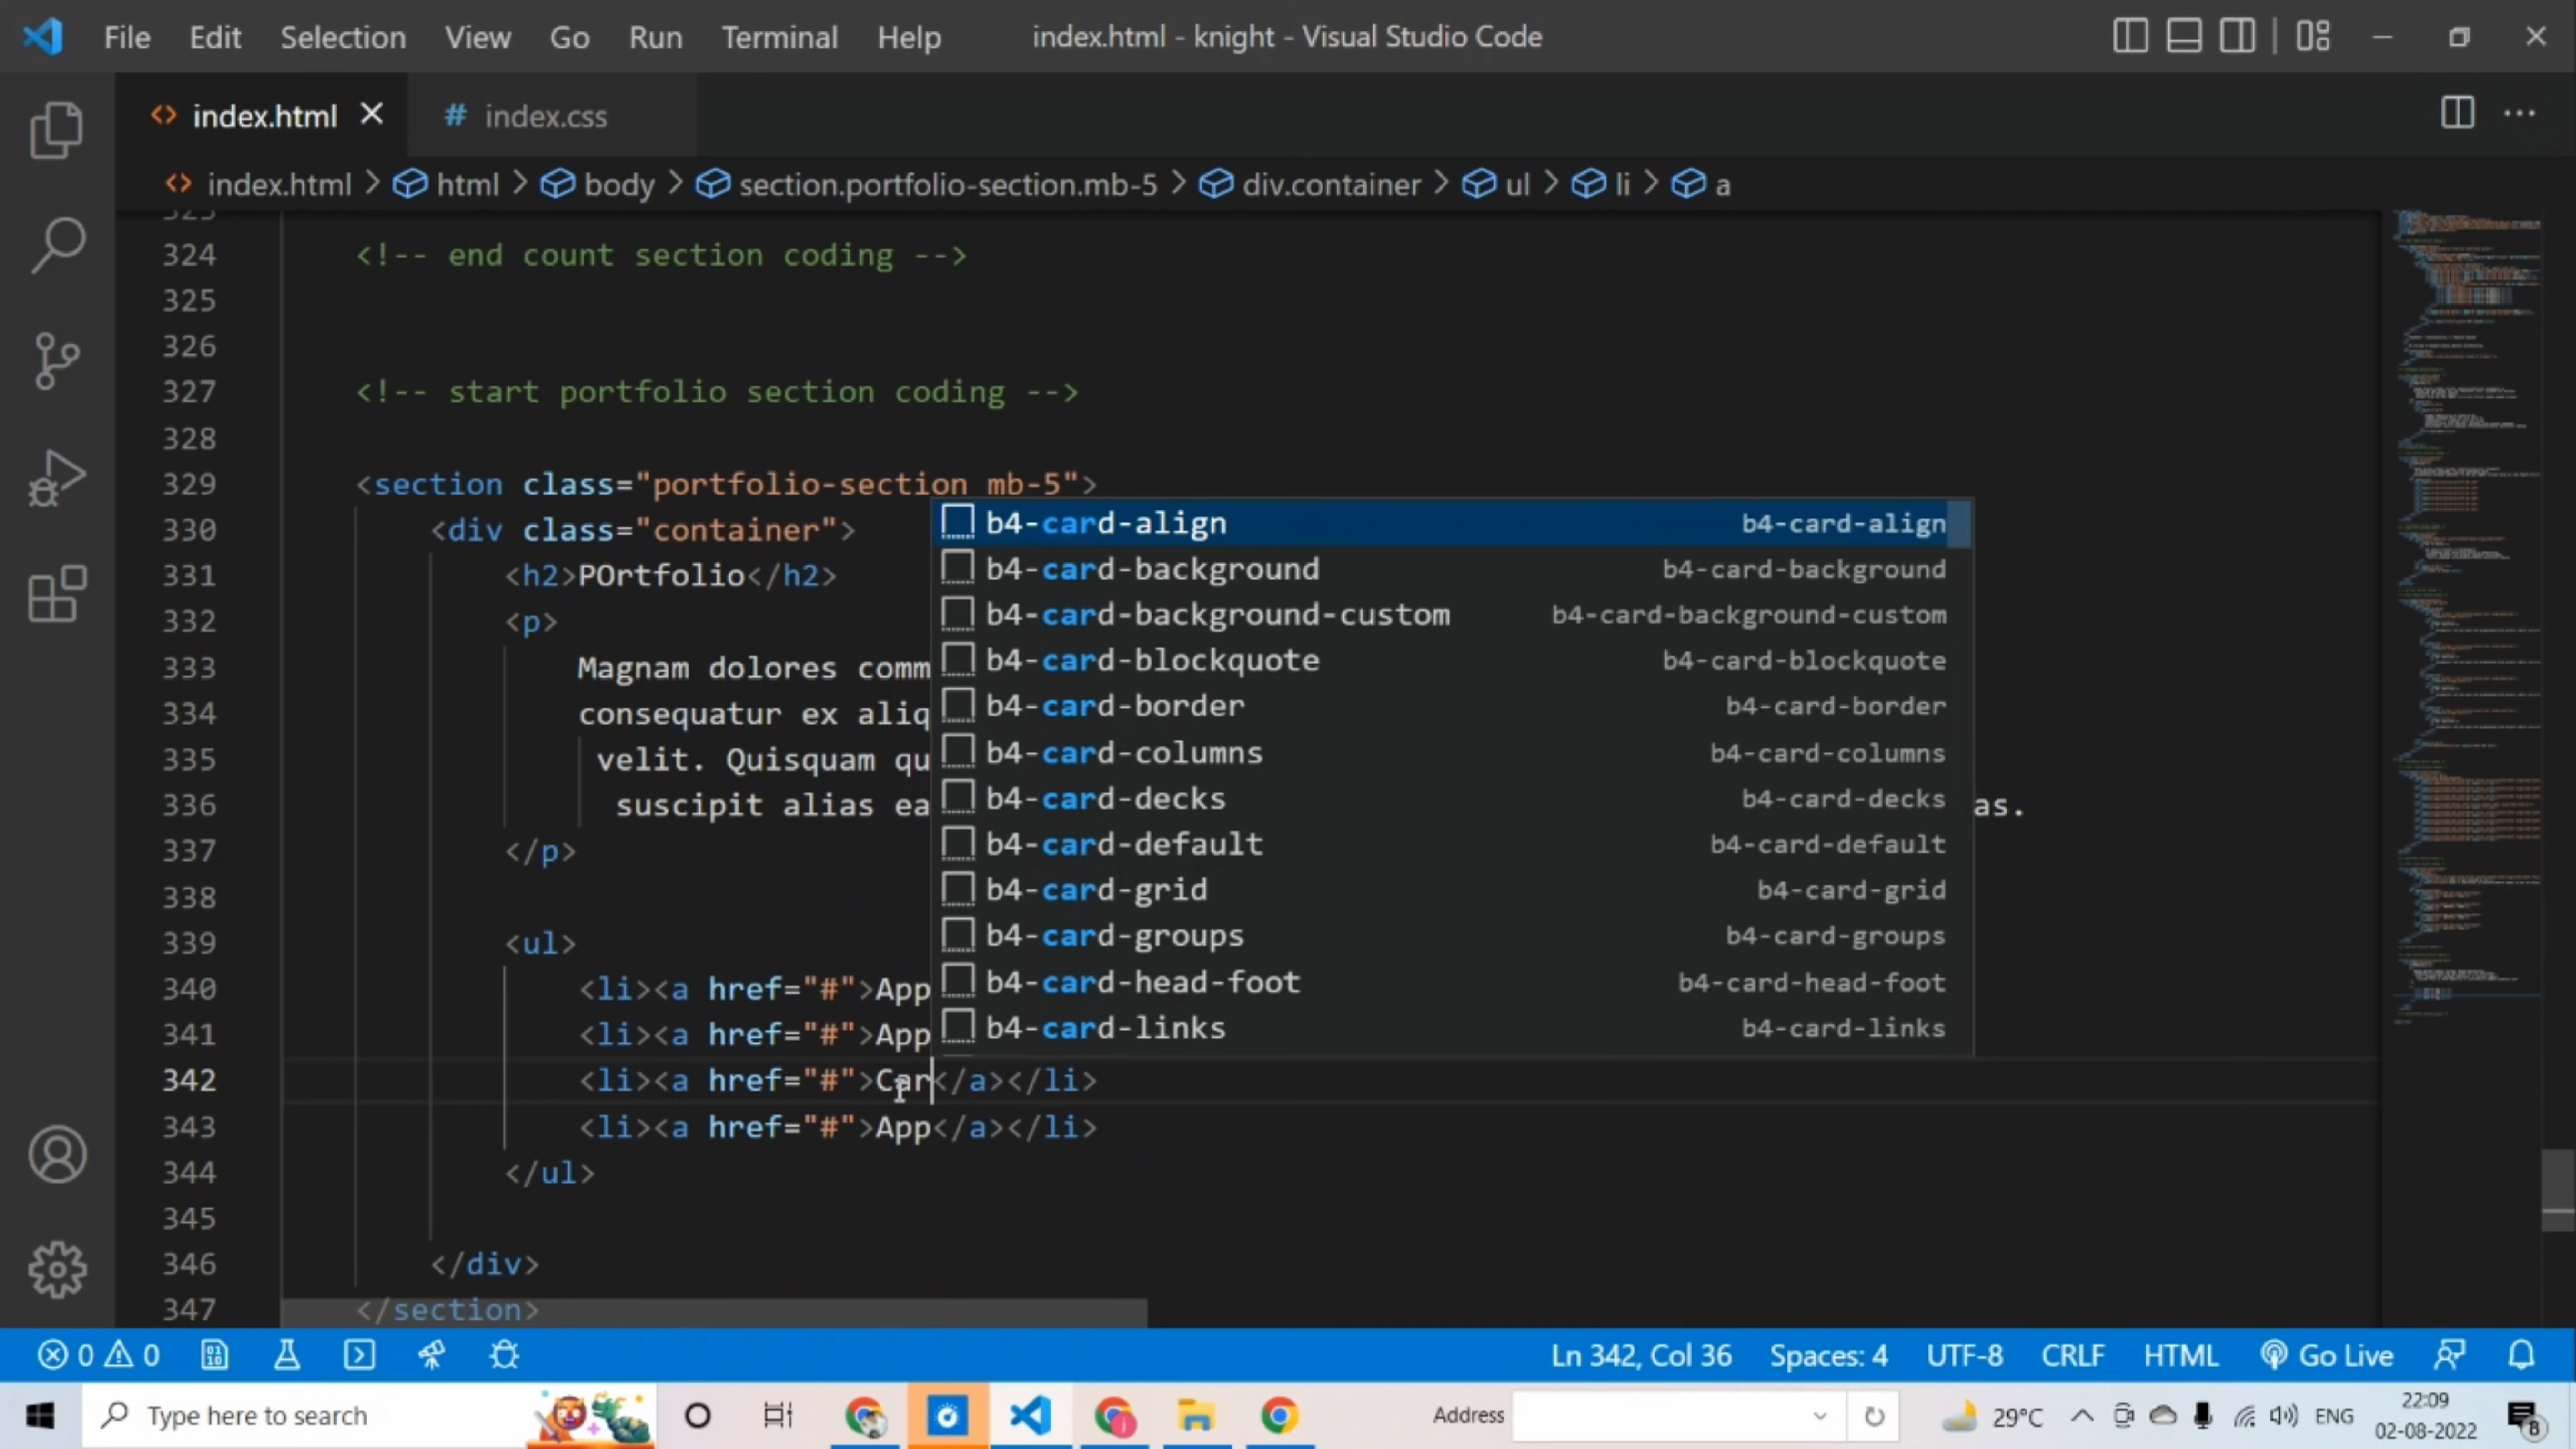 File Edit Selection View Go Run Terminal Help index.html - knight - Visual Studio Code
index.html # index.css
index.html > html > body > section.portfolio-section.mb-5 > div.container > ul > li > a
323
324 <!-- end count section coding -->
325
326
327 <!-- start portfolio section coding -->
328
329 <section class="portfolio-section mb-5">
330 <div class="container">
331 <h2>POrtfolio</h2>
332 <p>
333 Magnam dolores comm
334 consequatur ex aliq
335 velit. Quisquam qu
336 suscipit alias ea as.
337 </p>
338
339 <ul>
340 <li><a href="#">App
341 <li><a href="#">App
342 <li><a href="#">Car</a></li>
343 <li><a href="#">App</a></li>
344 </ul>
345
346 </div>
347 </section>
b4-card-align b4-card-align
b4-card-background b4-card-background
b4-card-background-custom b4-card-background-custom
b4-card-blockquote b4-card-blockquote
b4-card-border b4-card-border
b4-card-columns b4-card-columns
b4-card-decks b4-card-decks
b4-card-default b4-card-default
b4-card-grid b4-card-grid
b4-card-groups b4-card-groups
b4-card-head-foot b4-card-head-foot
b4-card-links b4-card-links
0 0 Ln 342, Col 36 Spaces: 4 UTF-8 CRLF HTML Go Live
Type here to search Address 29°C ENG 22:09
02-08-2022 8